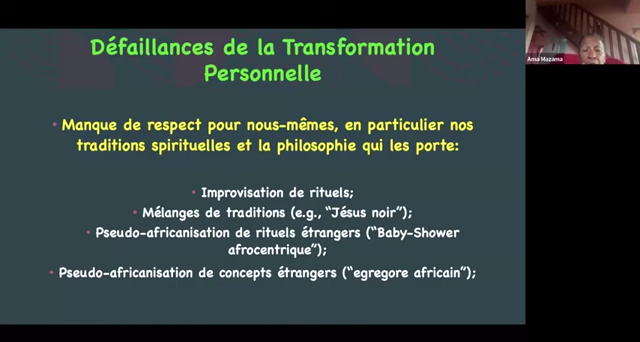 Défaillances de la Transformation
Personnelle
• Manque de respect pour nous-mêmes, en particulier nos
traditions spirituelles et la philosophie qui les porte:
• Improvisation de rituels;
• Mélanges de traditions (e.g., “Jésus noir”);
• Pseudo-africanisation de rituels étrangers (“Baby-Shower
afrocentrique”);
• Pseudo-africanisation de concepts étrangers (“egregore africain”);
Ama Mazama